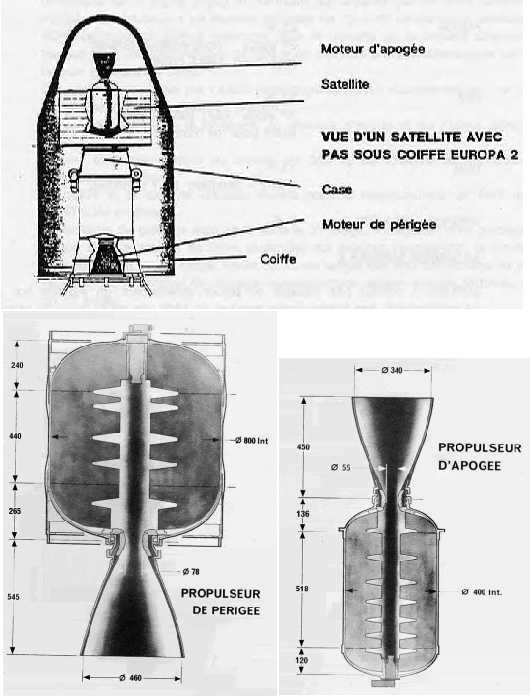 Moteur d'apogée
Satellite
VUE D'UN SATELLITE AVEC
PAS SOUS COIFFE EUROPA 2
Case
Moteur de périgée
Coiffe
240
440
265
545
Ø 800 Int
Ø 78
PROPULSEUR
DE PERIGEE
Ø 460
Ø 340
450
PROPULSEUR
D'APOGEE
Ø 55
136
518
Ø 400 Int.
120